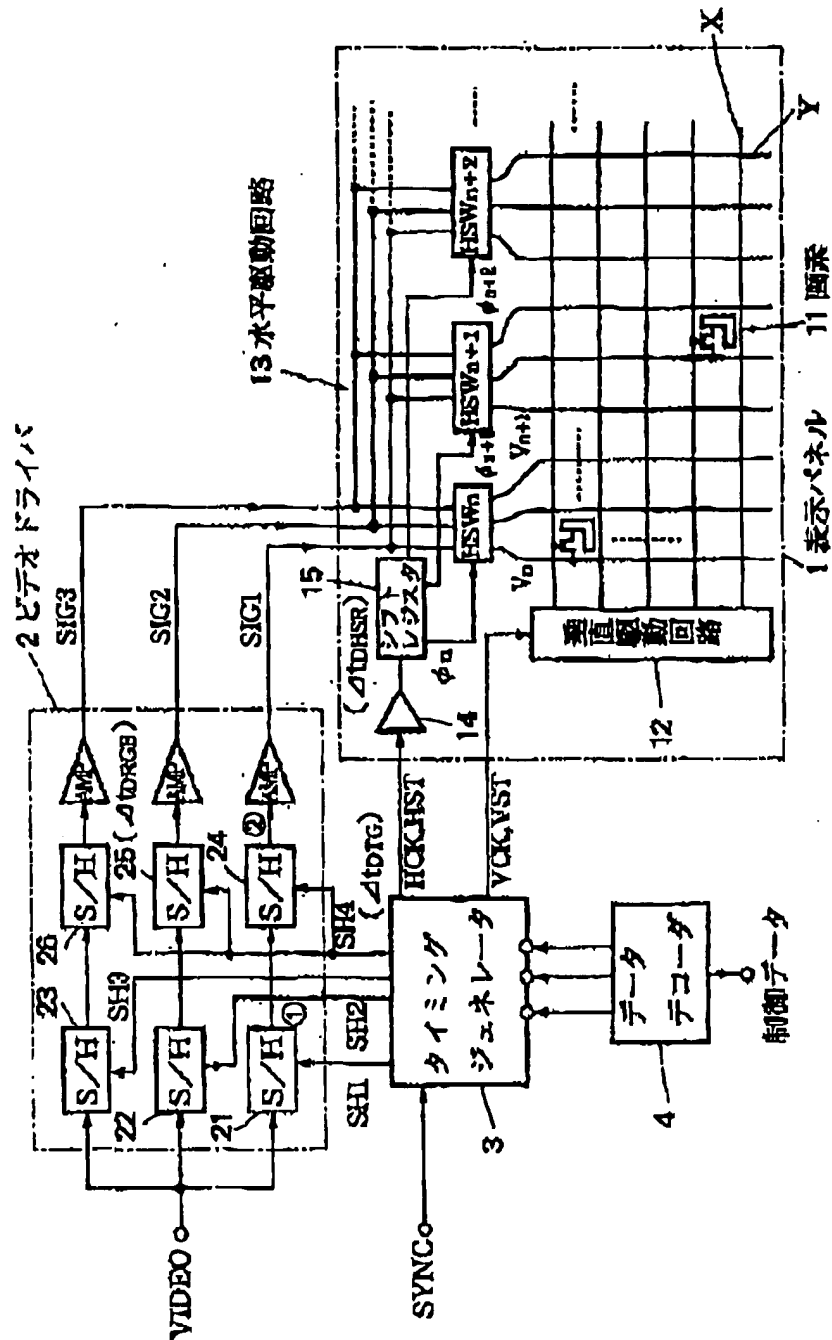 2 ビデオドライバ
26
S/H
AMP
SIG3
23
S/H
SH3
25 (ΔtDRGB)
S/H
AMP
SIG2
22
S/H
SH2
24
S/H
②
AMP
SIG1
21
S/H
①
SH1
SH4
VIDEO
SYNC
3
タイミング
ジェネレータ
(ΔtDTG)
HCK,HST
VCK,VST
4
データ
デコーダ
制御データ
13 水平駆動回路
14
(ΔtDHSR)
15
シフト
レジスタ
φn
HSWn
φn+1
HSWn+1
φn+2
HSWn+2
Vn
Vn+1
12
垂直駆動回路
X
Y
11 画素
1 表示パネル